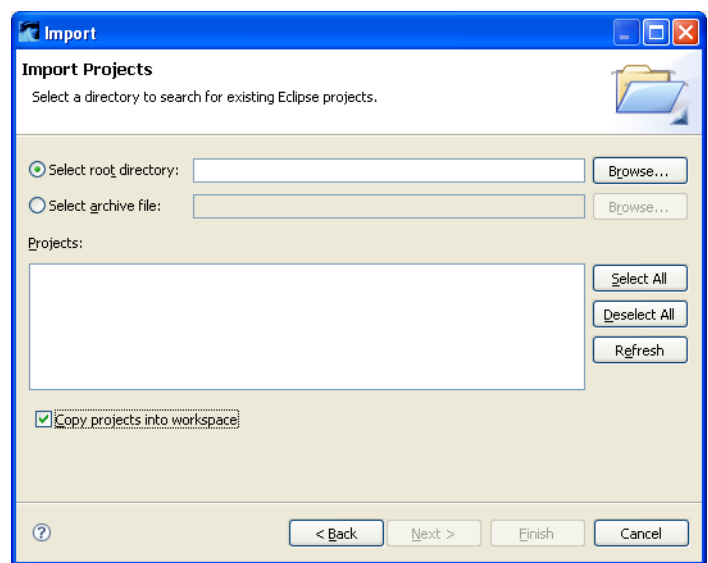 Import
Import Projects
Select a directory to search for existing Eclipse projects.
Select root directory: Browse...
Select archive file: Browse...
Projects:
Select All
Deselect All
Refresh
Copy projects into workspace
? < Back Next > Finish Cancel